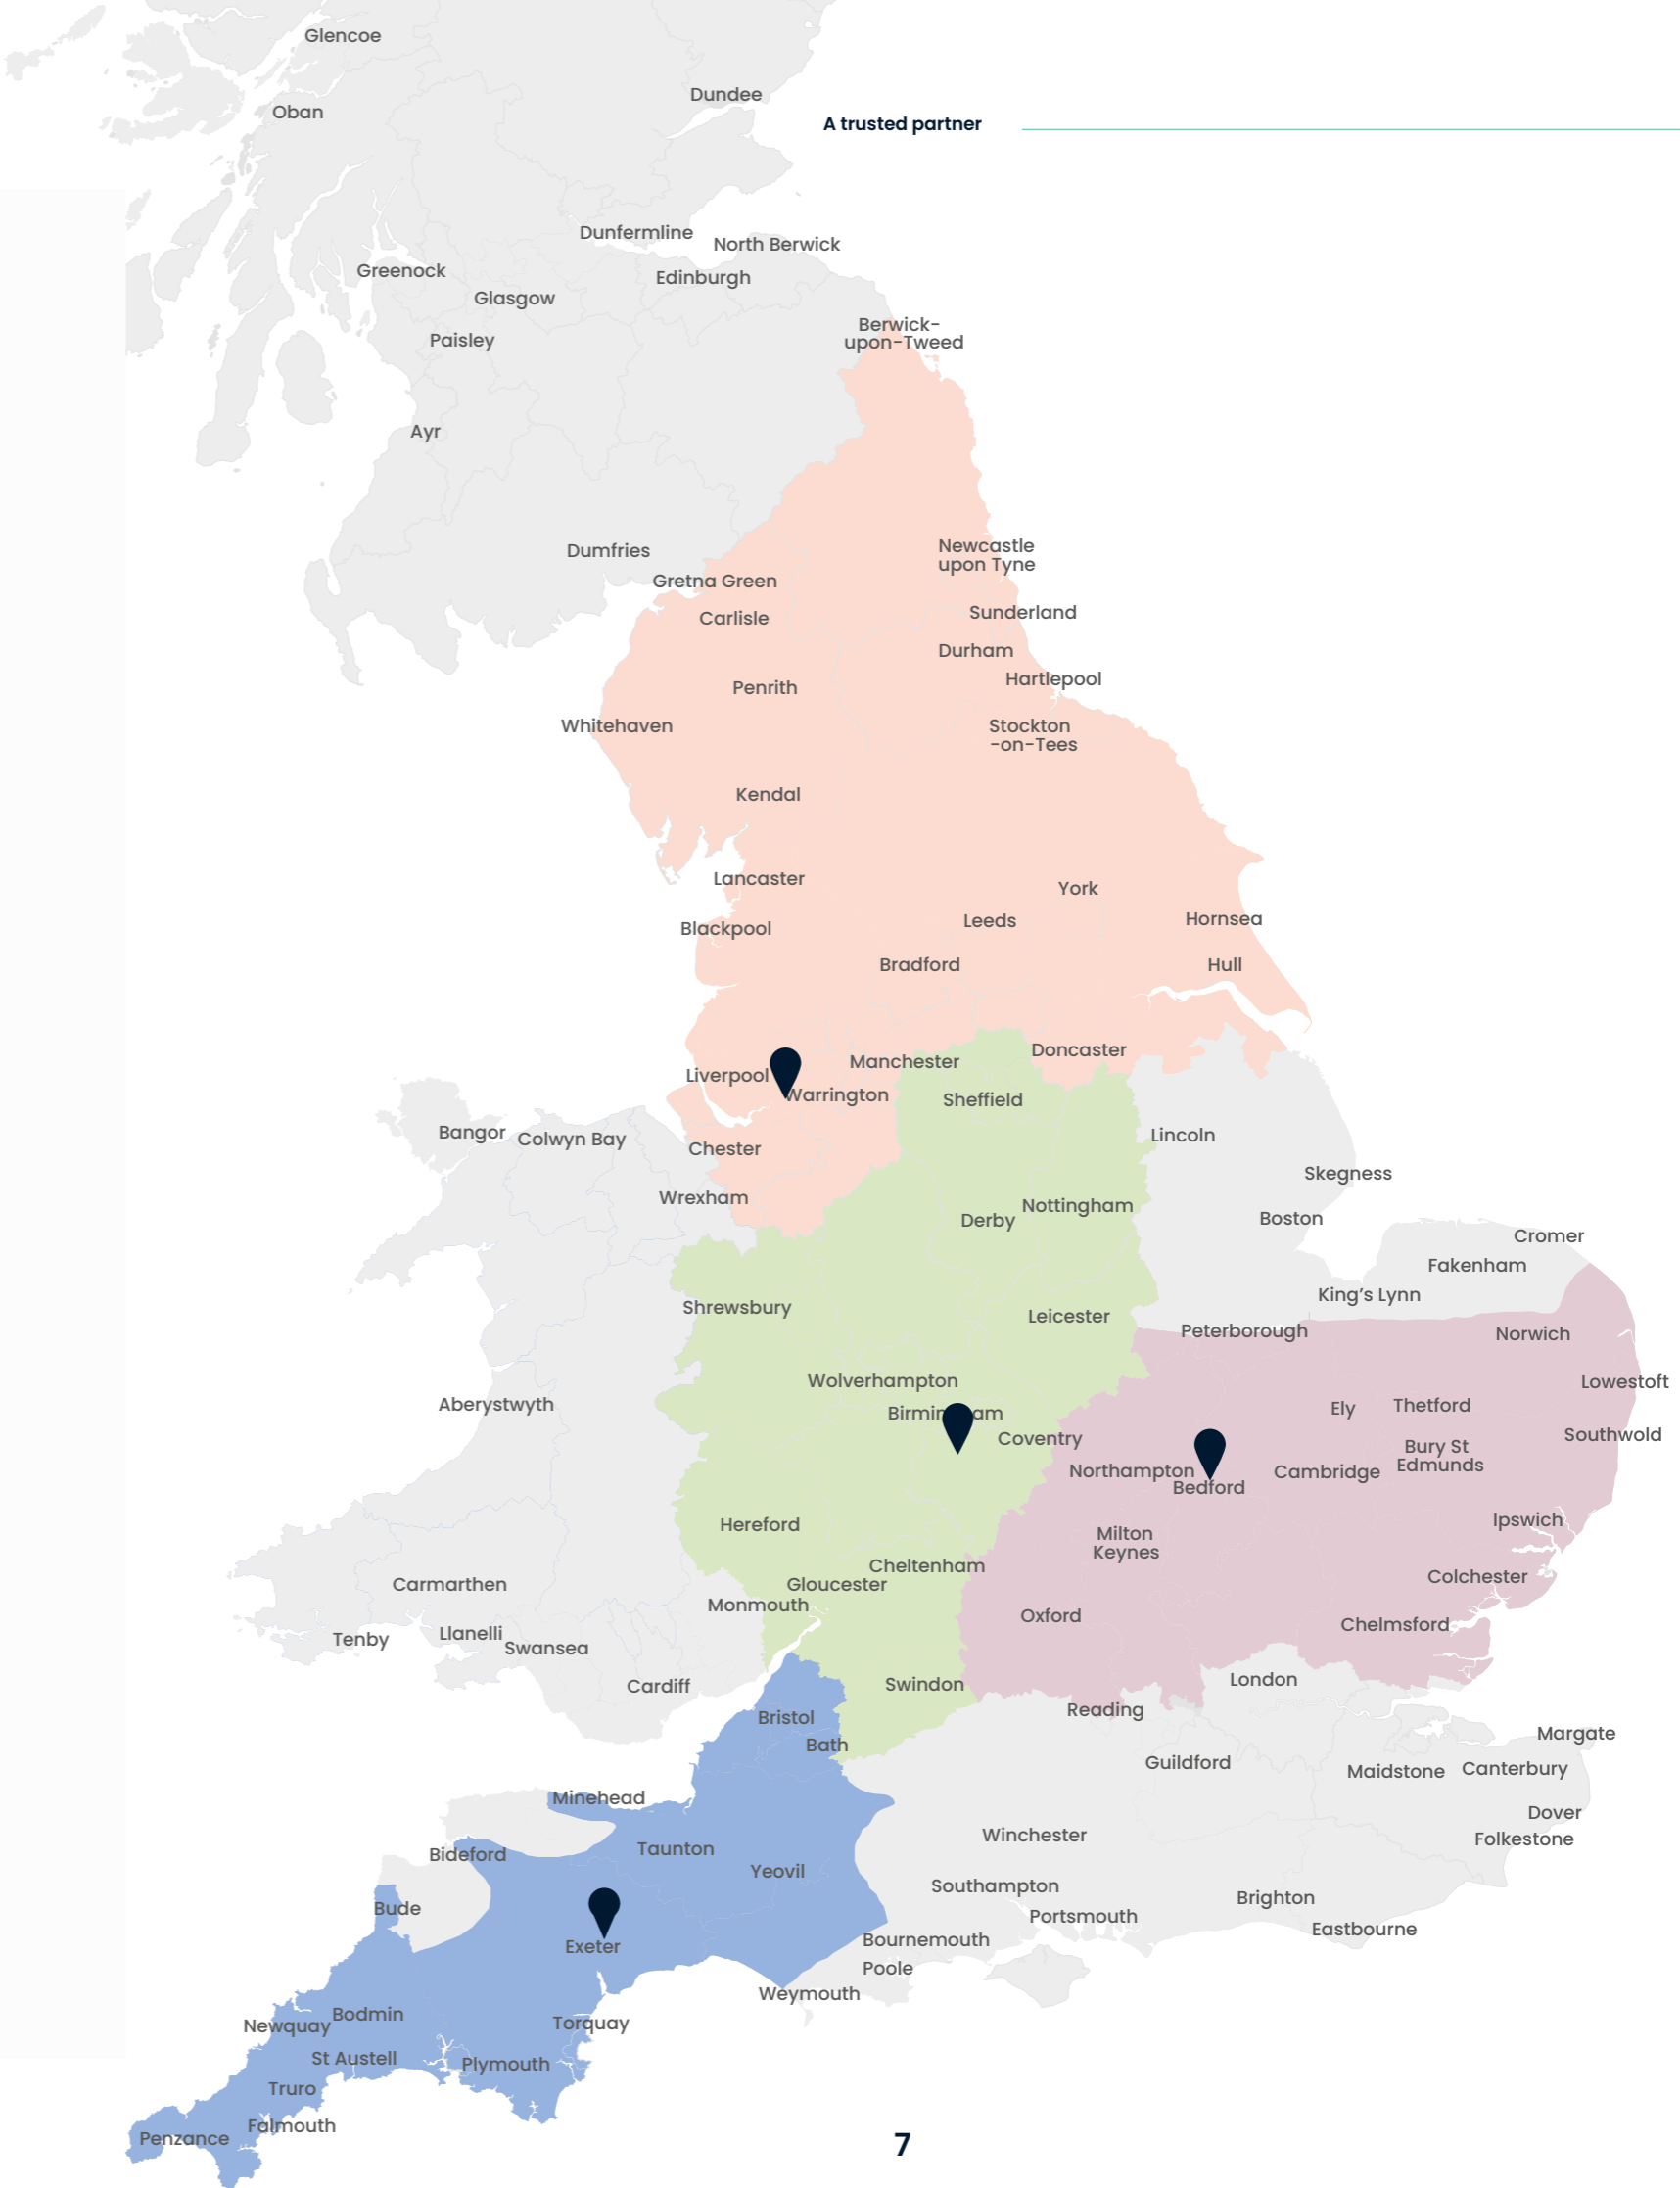 Glencoe
Dundee
Oban
A trusted partner
Dunfermline
North Berwick
Greenock
Edinburgh
Glasgow
Berwick-
upon-Tweed
Paisley
Ayr
Dumfries
Newcastle
upon Tyne
Gretna Green
Carlisle
Sunderland
Durham
Hartlepool
Penrith
Whitehaven
Stockton
-on-Tees
Kendal
Lancaster
York
Blackpool
Leeds
Hornsea
Bradford
Hull
Doncaster
Manchester
Liverpool
Warrington
Sheffield
Bangor
Colwyn Bay
Chester
Lincoln
Skegness
Wrexham
Nottingham
Derby
Boston
Cromer
Fakenham
King's Lynn
Shrewsbury
Leicester
Peterborough
Norwich
Wolverhampton
Lowestoft
Aberystwyth
Ely
Thetford
Birmingham
Coventry
Southwold
Bury St
Edmunds
Northampton
Cambridge
Bedford
Hereford
Ipswich
Milton
Keynes
Cheltenham
Carmarthen
Gloucester
Colchester
Monmouth
Oxford
Chelmsford
Tenby
Llanelli
Swansea
Cardiff
Swindon
London
Reading
Bristol
Margate
Bath
Guildford
Maidstone
Canterbury
Minehead
Dover
Winchester
Folkestone
Taunton
Bideford
Yeovil
Southampton
Brighton
Bude
Portsmouth
Eastbourne
Exeter
Bournemouth
Poole
Weymouth
Bodmin
Newquay
Torquay
St Austell
Plymouth
Truro
Falmouth
Penzance
7